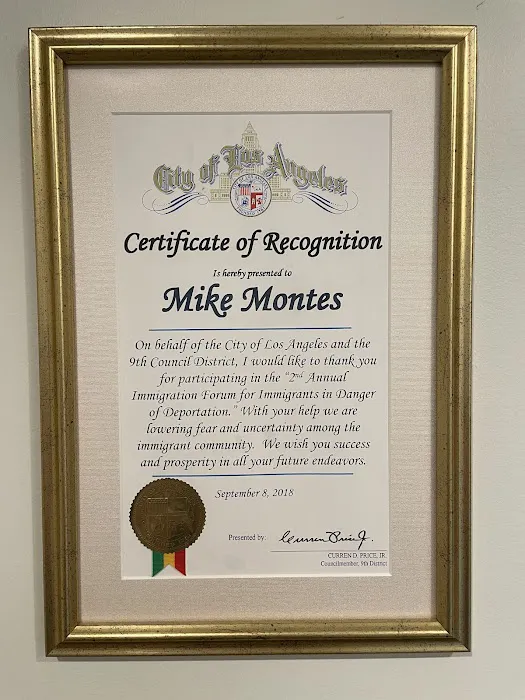 City of Los Angeles
Certificate of Recognition
Is hereby presented to
Mike Montes
On behalf of the City of Los Angeles and the
9th Council District, I would like to thank you
for participating in the "2nd Annual
Immigration Forum for Immigrants in Danger
of Deportation." With your help we are
lowering fear and uncertainty among the
immigrant community. We wish you success
and prosperity in all your future endeavors.
September 8, 2018
Presented by:
CURREN D. PRICE, JR.
Councilmember, 9th District